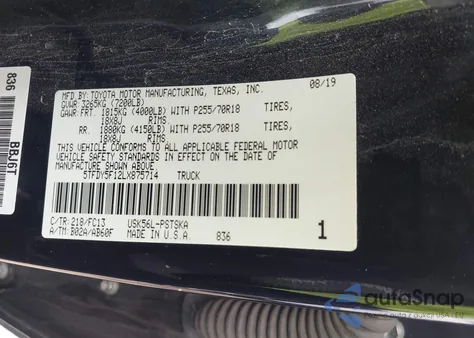 836
BBJ6T
MFD.BY:TOYOTA MOTOR MANUFACTURING, TEXAS, INC. 08/19
GVWR:3265KG (7200LB)
GAWR:FRT. 1815KG (4000LB) WITH P255/70R18 TIRES,
18X8J RIMS
RR. 1880KG (4150LB) WITH P255/70R18 TIRES,
18X8J RIMS
THIS VEHICLE CONFORMS TO ALL APPLICABLE FEDERAL MOTOR
VEHICLE SAFETY STANDARDS IN EFFECT ON THE DATE OF
MANUFACTURE SHOWN ABOVE.
5TFDY5F12LX875714 TRUCK
C/TR:218/FC13 USK56L-PSTSKA
A/TM:B02A/AB60F MADE IN U.S.A. 836 1
autoSnap